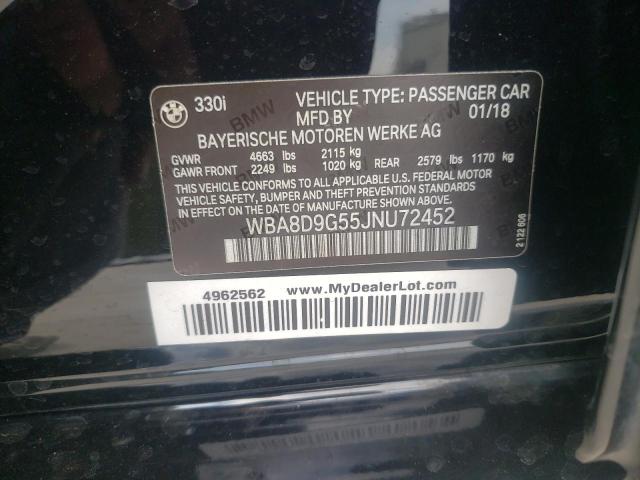 330i VEHICLE TYPE: PASSENGER CAR
MFD BY 01/18
BAYERISCHE MOTOREN WERKE AG
GVWR 4663 lbs 2115 kg
GAWR FRONT 2249 lbs 1020 kg REAR 2579 lbs 1170 kg
THIS VEHICLE CONFORMS TO ALL APPLICABLE U.S. FEDERAL MOTOR
VEHICLE SAFETY, BUMPER, AND THEFT PREVENTION STANDARDS
IN EFFECT ON THE DATE OF MANUFACTURE SHOWN ABOVE.
WBA8D9G55JNU72452
2 122 606
4962562 www.MyDealerLot.com